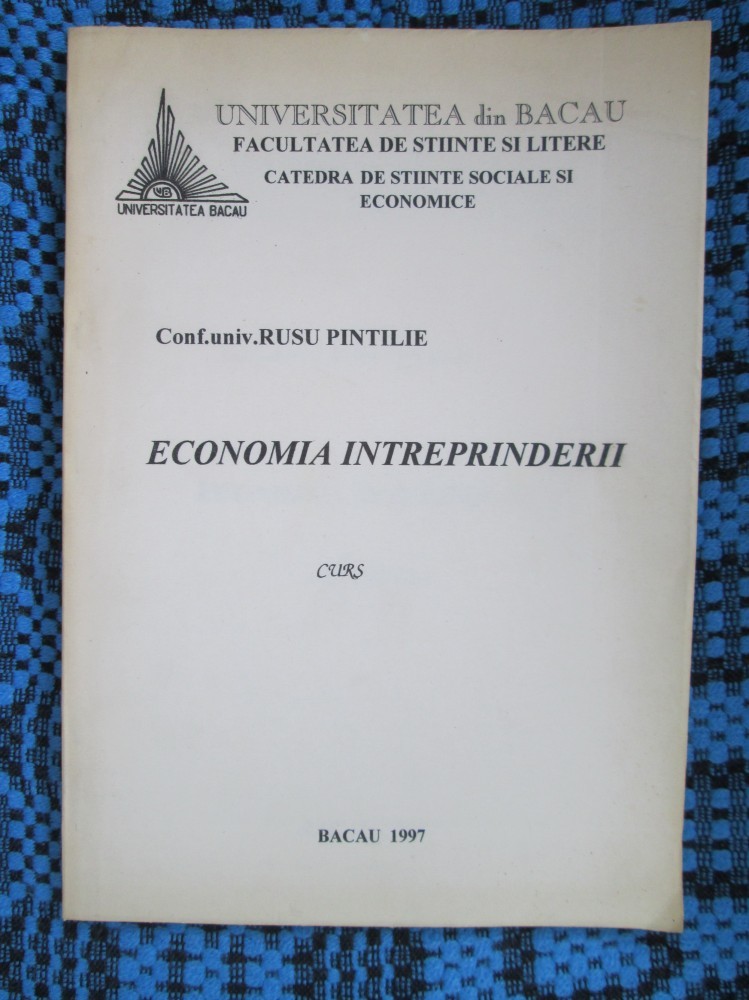 UNIVERSITATEA din BACAU
FACULTATEA DE STIINTE SI LITERE
CATEDRA DE STIINTE SOCIALE SI
ECONOMICE
UB
UNIVERSITATEA BACAU
Conf.univ.RUSU PINTILIE
ECONOMIA INTREPRINDERII
CURS
BACAU 1997